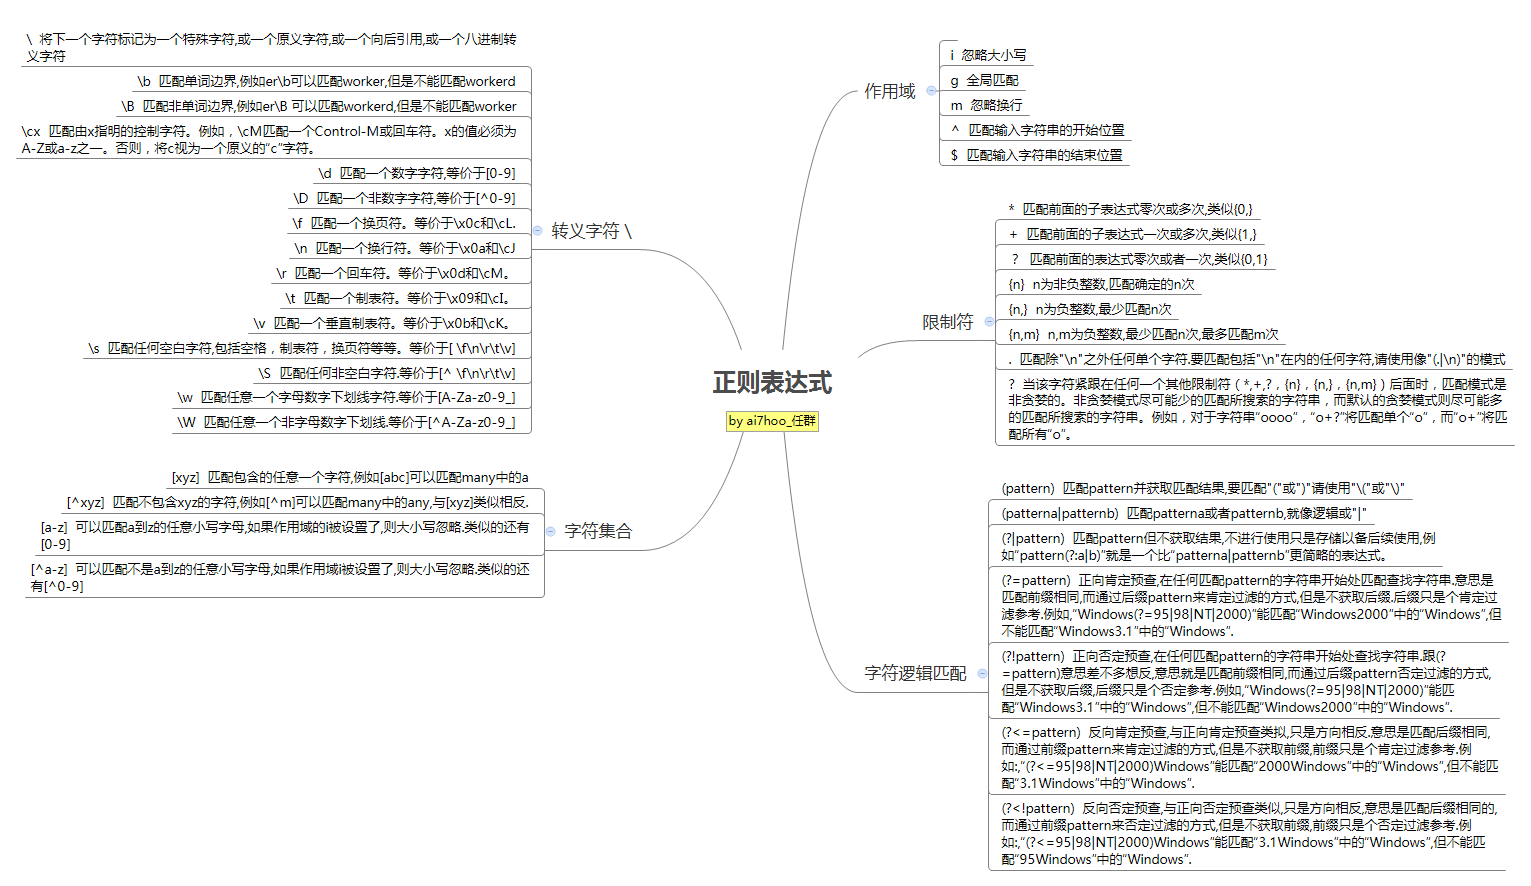 \  将下一个字符标记为一个特殊字符,或一个原义字符,或一个向后引用,或一个八进制转
义字符
\b  匹配单词边界,例如er\b可以匹配worker,但是不能匹配workerd
\B  匹配非单词边界,例如er\B 可以匹配workerd,但是不能匹配worker
\cx  匹配由x指明的控制字符。例如，\cM匹配一个Control-M或回车符。x的值必须为
A-Z或a-z之一。否则，将c视为一个原义的“c”字符。
\d  匹配一个数字字符,等价于[0-9]
\D  匹配一个非数字字符,等价于[^0-9]
\f  匹配一个换页符。等价于\x0c和\cL.
\n  匹配一个换行符。等价于\x0a和\cJ
\r  匹配一个回车符。等价于\x0d和\cM。
\t  匹配一个制表符。等价于\x09和\cI。
\v  匹配一个垂直制表符。等价于\x0b和\cK。
\s  匹配任何空白字符,包括空格，制表符，换页符等等。等价于[ \f\n\r\t\v]
\S  匹配任何非空白字符.等价于[^ \f\n\r\t\v]
\w  匹配任意一个字母数字下划线字符.等价于[A-Za-z0-9_]
\W  匹配任意一个非字母数字下划线.等价于[^A-Za-z0-9_]
转义字符 \
[xyz]  匹配包含的任意一个字符,例如[abc]可以匹配many中的a
[^xyz]  匹配不包含xyz的字符,例如[^m]可以匹配many中的any,与[xyz]类似相反.
[a-z]  可以匹配a到z的任意小写字母,如果作用域的i被设置了,则大小写忽略.类似的还有
[0-9]
[^a-z]  可以匹配不是a到z的任意小写字母,如果作用域i被设置了,则大小写忽略.类似的还
有[^0-9]
字符集合
正则表达式
by ai7hoo_任群
作用域
i  忽略大小写
g  全局匹配
m  忽略换行
^  匹配输入字符串的开始位置
$  匹配输入字符串的结束位置
限制符
*  匹配前面的子表达式零次或多次,类似{0,}
+  匹配前面的子表达式一次或多次,类似{1,}
?  匹配前面的表达式零次或者一次,类似{0,1}
{n}  n为非负整数,匹配确定的n次
{n,}  n为负整数,最少匹配n次
{n,m}  n,m为负整数,最少匹配n次,最多匹配m次
.  匹配除"\n"之外任何单个字符.要匹配包括"\n"在内的任何字符,请使用像"(.|\n)"的模式
?  当该字符紧跟在任何一个其他限制符（*,+,?，{n}，{n,}，{n,m}）后面时，匹配模式是
非贪婪的。非贪婪模式尽可能少的匹配所搜索的字符串，而默认的贪婪模式则尽可能多
的匹配所搜索的字符串。例如，对于字符串“oooo”，“o+?”将匹配单个“o”，而“o+”将匹
配所有“o”。
字符逻辑匹配
(pattern)  匹配pattern并获取匹配结果,要匹配"("或")"请使用"\("或"\)"
(patterna|patternb)  匹配patterna或者patternb,就像逻辑或"|"
(?|pattern)  匹配pattern但不获取结果,不进行使用只是存储以备后续使用,例
如“pattern(?:a|b)”就是一个比“patterna|patternb”更简略的表达式。
(?=pattern)  正向肯定预查,在任何匹配pattern的字符串开始处匹配查找字符串.意思是
匹配前缀相同,而通过后缀pattern来肯定过滤的方式,但是不获取后缀.后缀只是个肯定过
滤参考.例如,“Windows(?=95|98|NT|2000)”能匹配“Windows2000”中的“Windows”,但
不能匹配“Windows3.1”中的“Windows”.
(?!pattern)  正向否定预查,在任何匹配pattern的字符串开始处查找字符串.跟(?
=pattern)意思差不多想反,意思就是匹配前缀相同,而通过后缀pattern否定过滤的方式,
但是不获取后缀,后缀只是个否定参考.例如,“Windows(?=95|98|NT|2000)”能匹
配“Windows3.1”中的“Windows”,但不能匹配“Windows2000”中的“Windows”.
(?<=pattern)  反向肯定预查,与正向肯定预查类拟,只是方向相反.意思是匹配后缀相同,
而通过前缀pattern来肯定过滤的方式,但是不获取前缀,前缀只是个肯定过滤参考.例
如:,“(?<=95|98|NT|2000)Windows”能匹配“2000Windows”中的“Windows”,但不能匹
配“3.1Windows”中的“Windows”.
(?<!pattern)  反向否定预查,与正向否定预查类似,只是方向相反,意思是匹配后缀相同的,
而通过前缀pattern来否定过滤的方式,但是不获取前缀,前缀只是个否定过滤参考.例
如:,“(?<=95|98|NT|2000)Windows”能匹配“3.1Windows”中的“Windows”,但不能匹
配“95Windows”中的“Windows”.